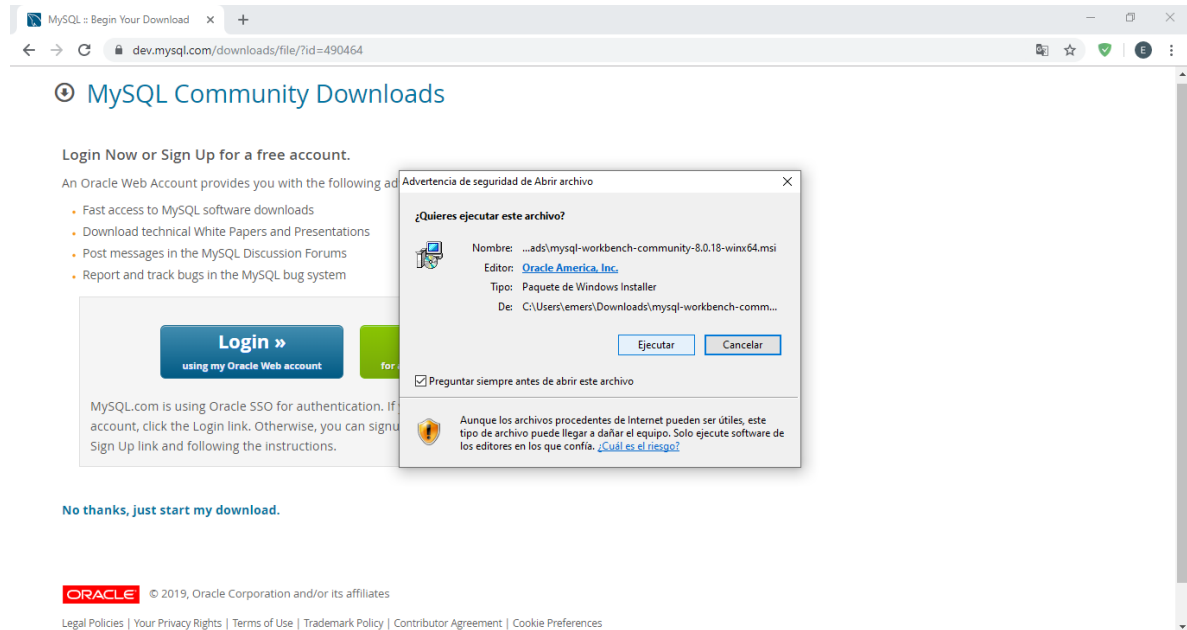 MySQL :: Begin Your Download
dev.mysql.com/downloads/file/?id=490464
E
MySQL Community Downloads
Login Now or Sign Up for a free account.
An Oracle Web Account provides you with the following ad
Fast access to MySQL software downloads
Download technical White Papers and Presentations
Post messages in the MySQL Discussion Forums
Report and track bugs in the MySQL bug system
Login »
using my Oracle Web account
for
MySQL.com is using Oracle SSO for authentication. If
account, click the Login link. Otherwise, you can signu
Sign Up link and following the instructions.
Advertencia de seguridad de Abrir archivo
¿Quieres ejecutar este archivo?
Nombre: ...ads\mysql-workbench-community-8.0.18-winx64.msi
Editor: Oracle America, Inc.
Tipo: Paquete de Windows Installer
De: C:\Users\emers\Downloads\mysql-workbench-comm...
Ejecutar Cancelar
Preguntar siempre antes de abrir este archivo
Aunque los archivos procedentes de Internet pueden ser útiles, este
tipo de archivo puede llegar a dañar el equipo. Solo ejecute software de
los editores en los que confía. ¿Cuál es el riesgo?
No thanks, just start my download.
ORACLE © 2019, Oracle Corporation and/or its affiliates
Legal Policies | Your Privacy Rights | Terms of Use | Trademark Policy | Contributor Agreement | Cookie Preferences